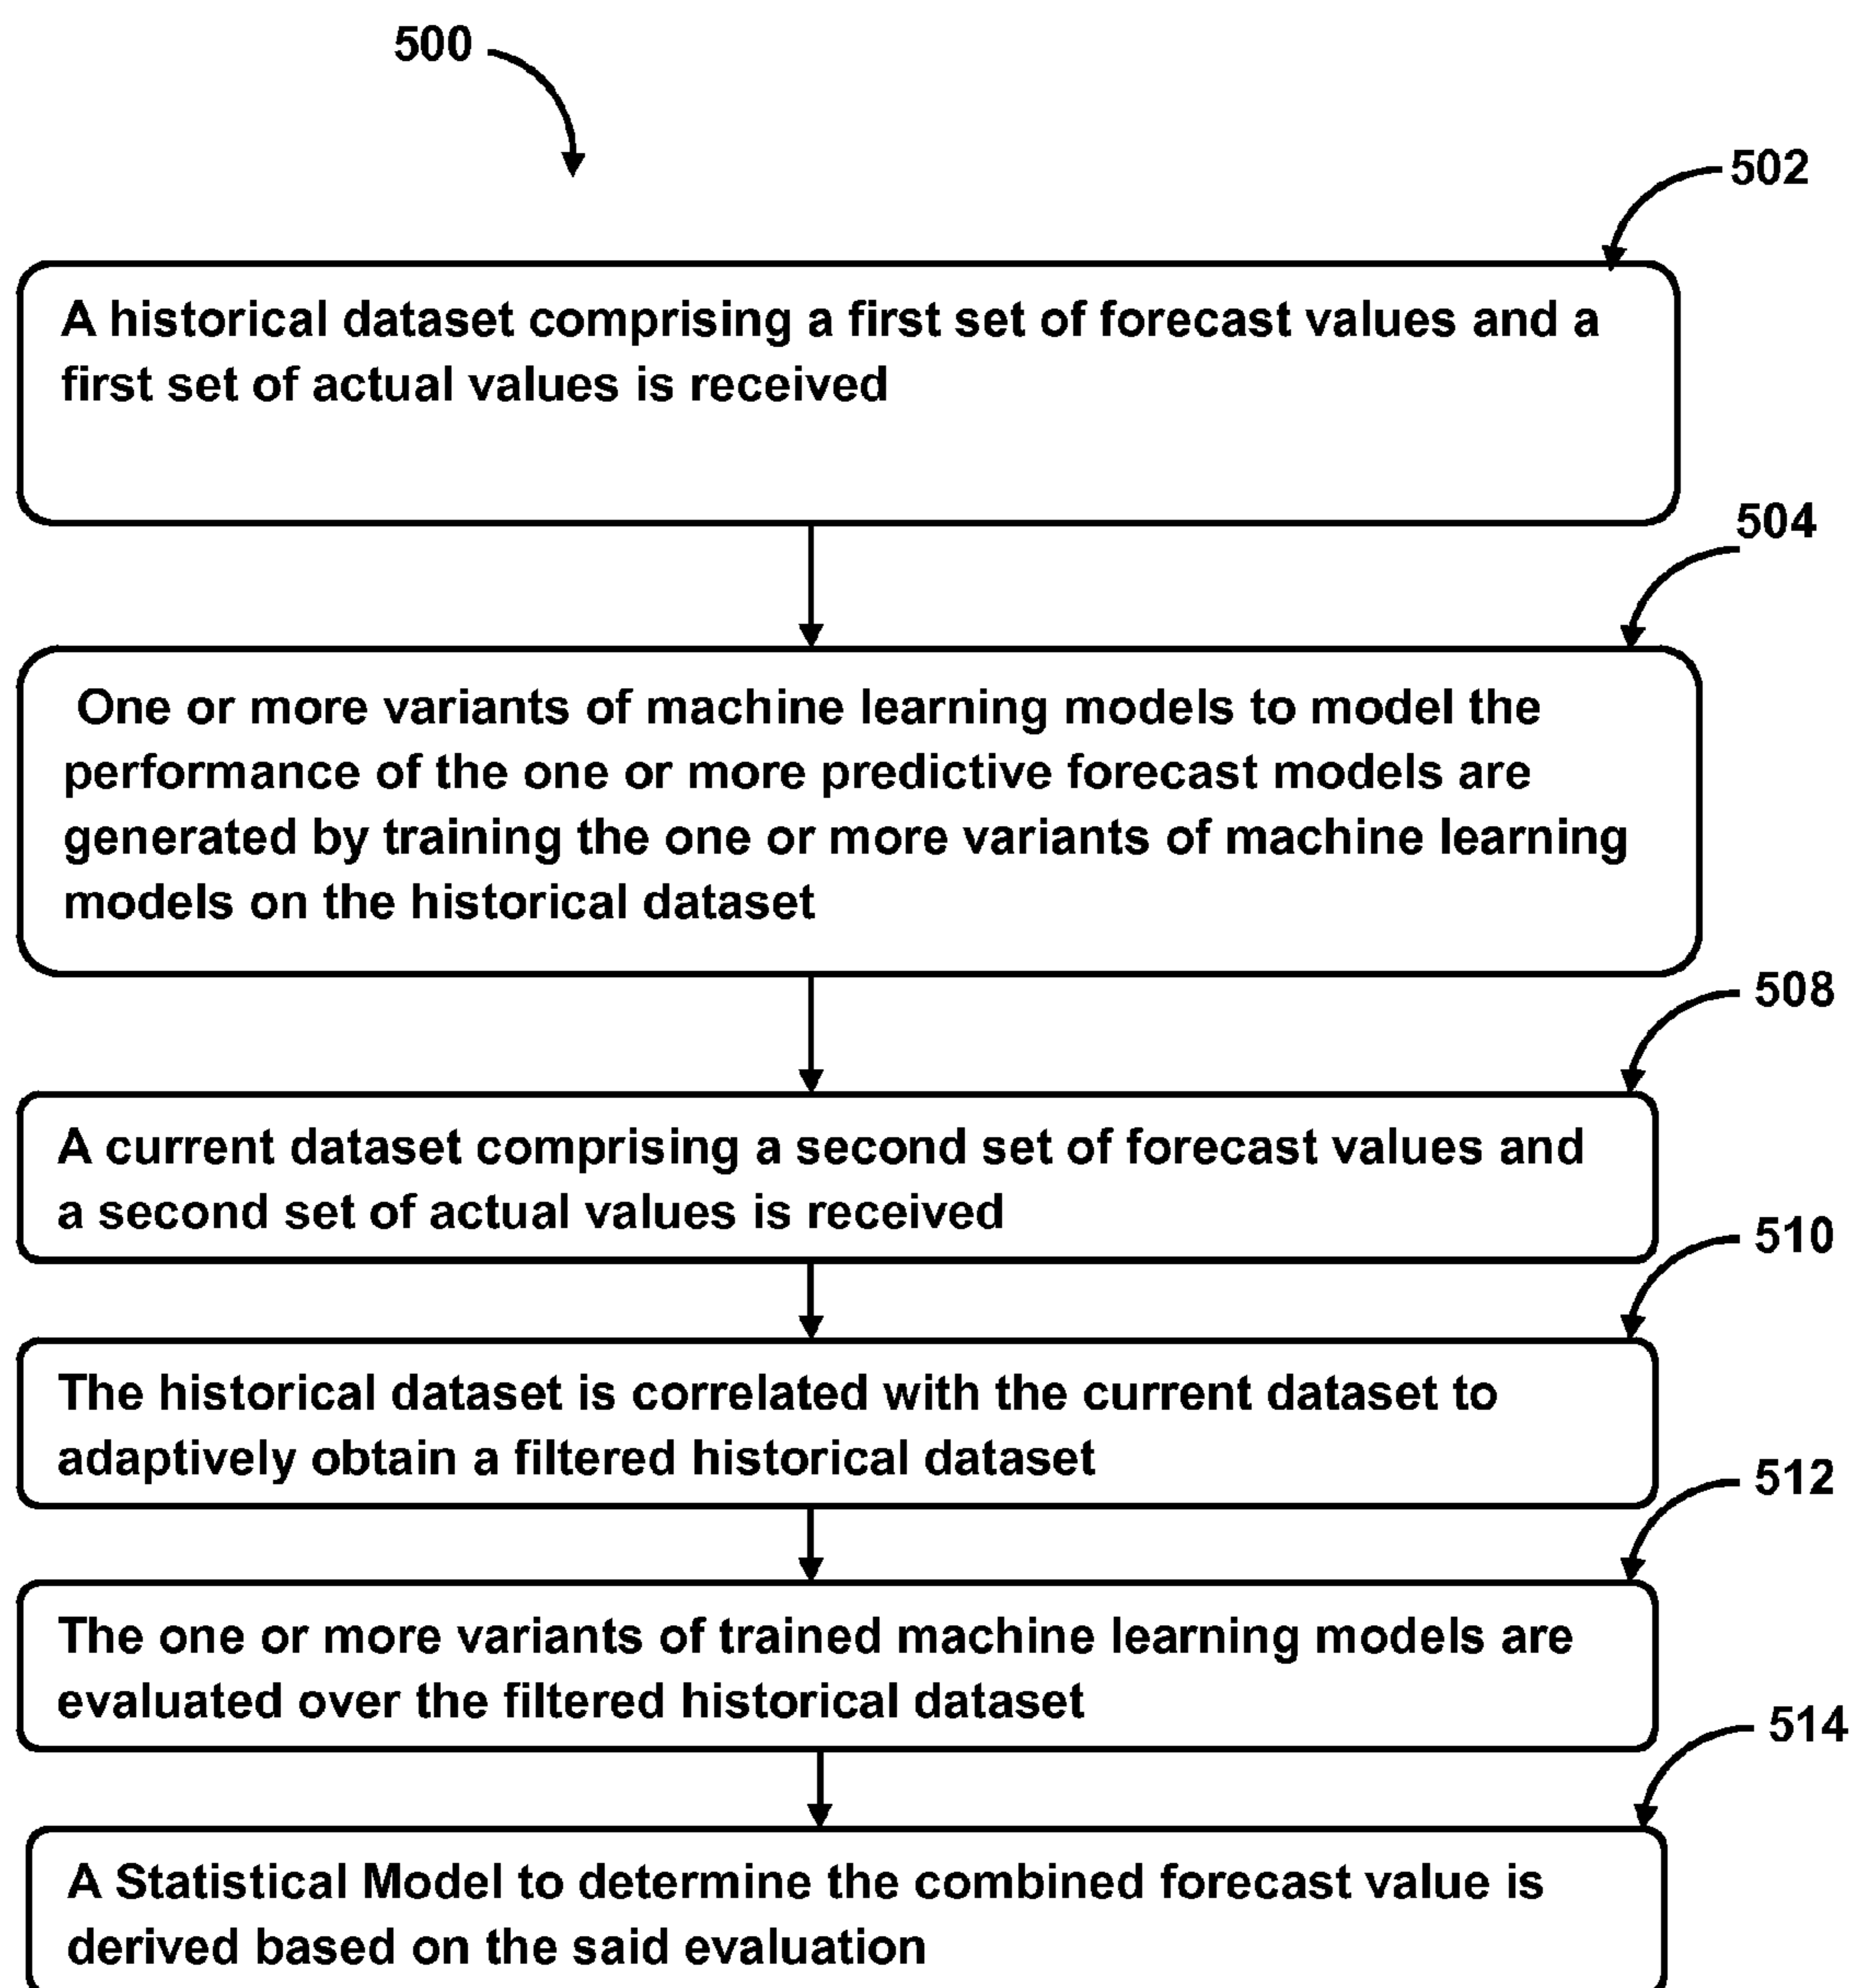 500
502
A historical dataset comprising a first set of forecast values and a
first set of actual values is received
504
One or more variants of machine learning models to model the
performance of the one or more predictive forecast models are
generated by training the one or more variants of machine learning
models on the historical dataset
508
A current dataset comprising a second set of forecast values and
a second set of actual values is received
510
The historical dataset is correlated with the current dataset to
adaptively obtain a filtered historical dataset
512
The one or more variants of trained machine learning models are
evaluated over the filtered historical dataset
514
A Statistical Model to determine the combined forecast value is
derived based on the said evaluation